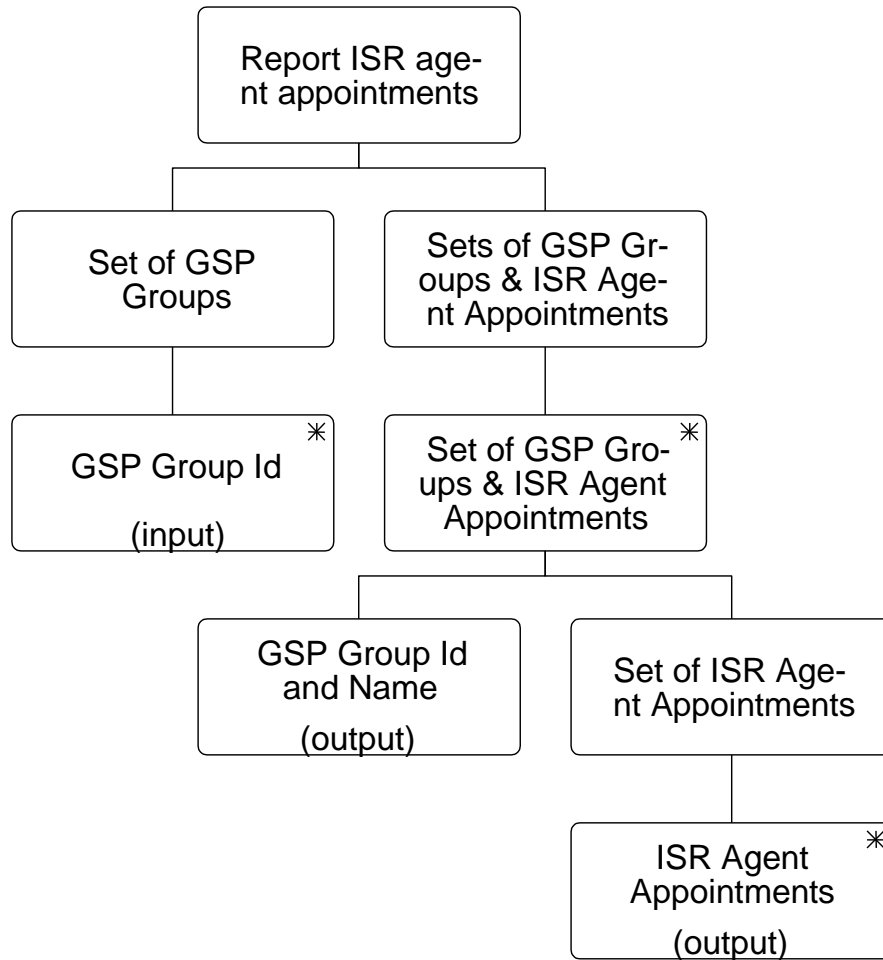 Report ISR age-
nt appointments
Set of GSP
Groups
Sets of GSP Gr-
oups & ISR Age-
nt Appointments
GSP Group Id
(input)
Set of GSP Gro-
ups & ISR Agent
Appointments
GSP Group Id
and Name
(output)
Set of ISR Age-
nt Appointments
ISR Agent
Appointments
(output)